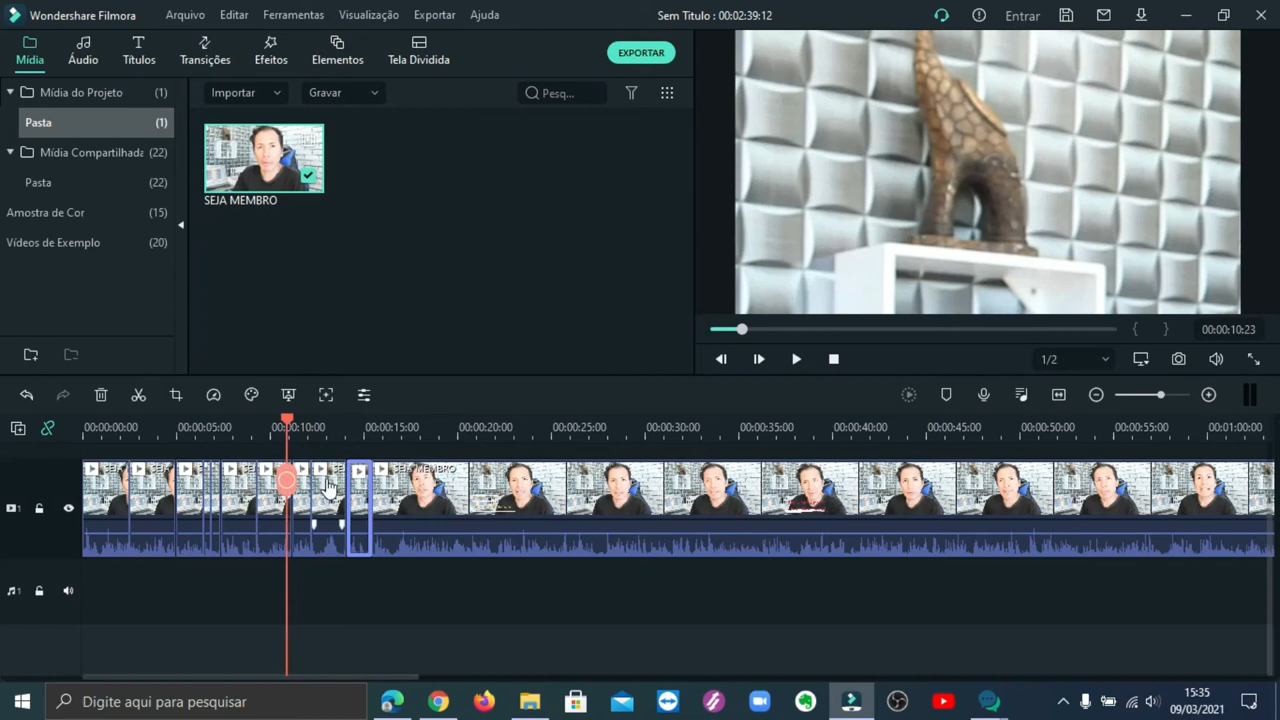 Wondershare Filmora
Arquivo
Editar
Ferramentas
Visualização
Exportar
Ajuda
Sem Titulo : 00:02:39:12
Entrar
Mídia
Áudio
Títulos
Transições
Efeitos
Elementos
Tela Dividida
EXPORTAR
Mídia do Projeto (1)
Pasta (1)
Mídia Compartilhada (22)
Pasta (22)
Amostra de Cor (15)
Vídeos de Exemplo (20)
Importar
Gravar
Pesq...
SEJA MEMBRO
00:00:10:23
1/2
00:00:00:00
00:00:05:00
00:00:10:00
00:00:15:00
00:00:20:00
00:00:25:00
00:00:30:00
00:00:35:00
00:00:40:00
00:00:45:00
00:00:50:00
00:00:55:00
00:01:00:00
SEJA MEMBRO
Digite aqui para pesquisar
15:35
09/03/2021